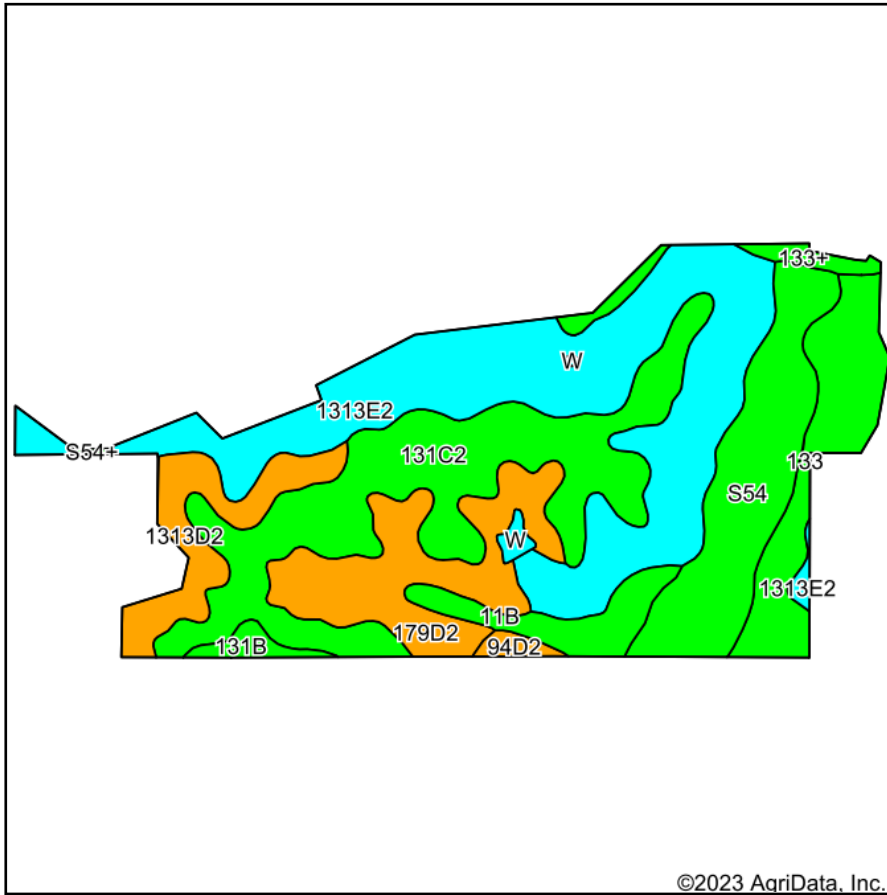 133+
W
1313E2
S54+
131C2
133
S54
1313D2
W
1313E2
11B
179D2
131B
94D2
©2023 AgriData, Inc.